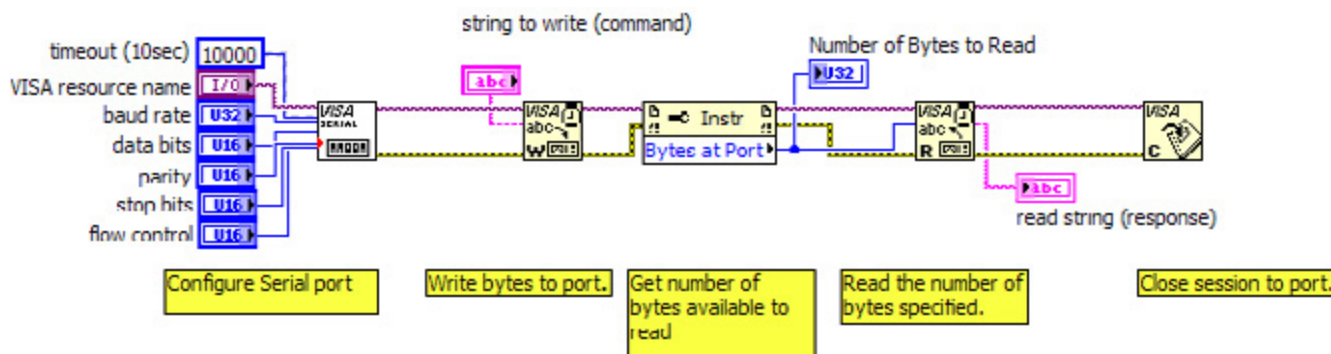 string to write (command)
timeout (10sec)
10000
Number of Bytes to Read
U32
VISA resource name
I/O
abc
baud rate
U32
VISA
SERIAL
VISA
abc
W
Instr
Bytes at Port
VISA
abc
R
VISA
C
data bits
U16
parity
U16
stop bits
U16
abc
read string (response)
flow control
U16
Configure Serial port
Write bytes to port.
Get number of
bytes available to
read
Read the number of
bytes specified.
Close session to port.